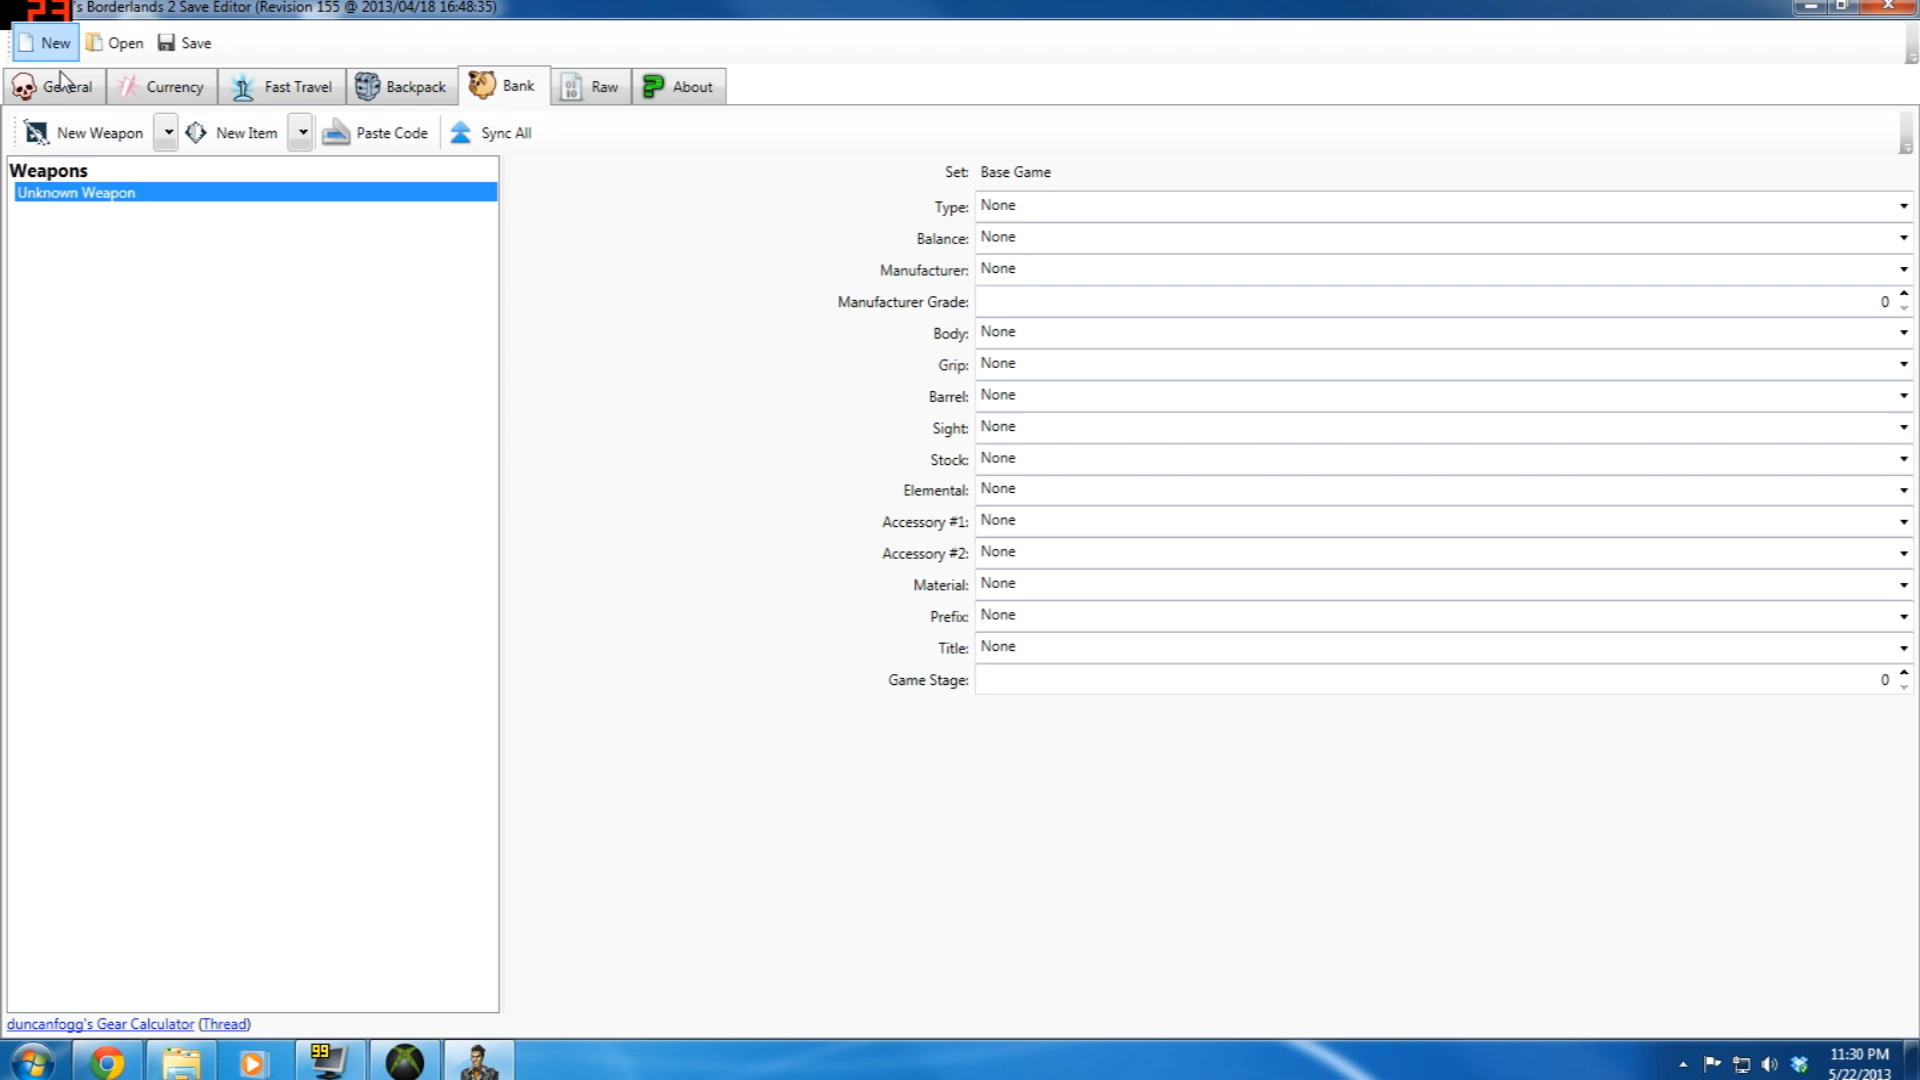 23 's Borderlands 2 Save Editor (Revision 155 @ 2013/04/18 16:48:35)
New Open Save
General Currency Fast Travel Backpack Bank Raw About
New Weapon New Item Paste Code Sync All
Weapons
Unknown Weapon
Set: Base Game
Type: None
Balance: None
Manufacturer: None
Manufacturer Grade: 0
Body: None
Grip: None
Barrel: None
Sight: None
Stock: None
Elemental: None
Accessory #1: None
Accessory #2: None
Material: None
Prefix: None
Title: None
Game Stage: 0
duncanfogg's Gear Calculator (Thread)
99
11:30 PM
5/22/2013